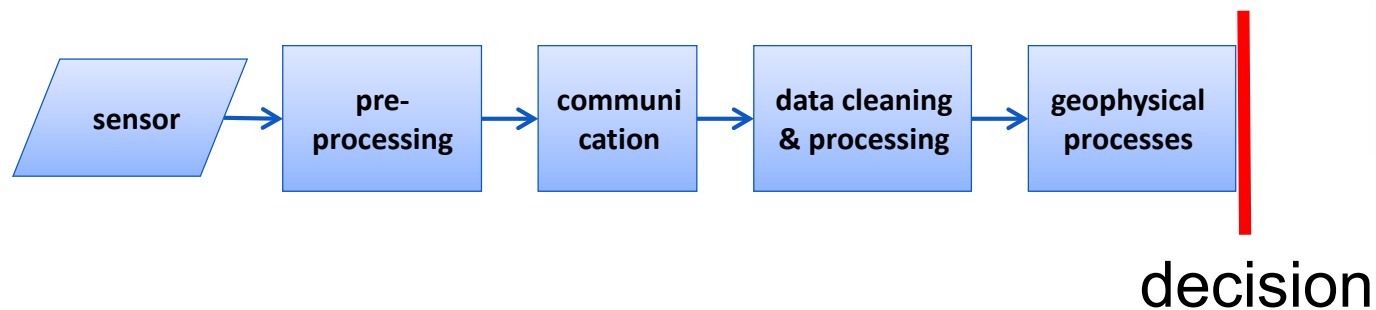 sensor
pre-
processing
communi
cation
data cleaning
& processing
geophysical
processes
decision